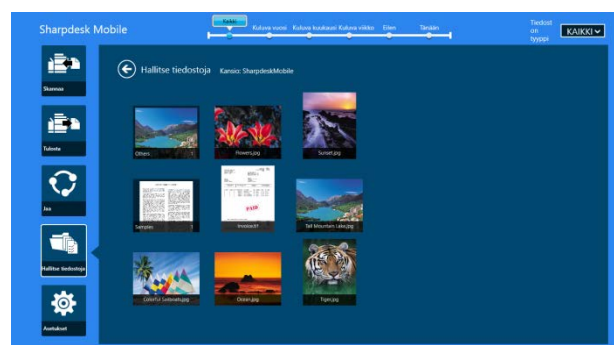 Sharpdesk Mobile
Kaikki
Kuluva vuosi
Kuluva kuukausi
Kuluva viikko
Eilen
Tänään
Tiedost
on
tyyppi
KAIKKI
Skannaa
Tulosta
Jaa
Hallitse tiedostoja
Asetukset
Hallitse tiedostoja
Kansio: SharpdeskMobile
Others
Flowers.jpg
Sunset.jpg
Samples
PAID
Tall Mountain Lake.jpg
Colorful Sailboats.jpg
Ocean.jpg
Tiger.jpg